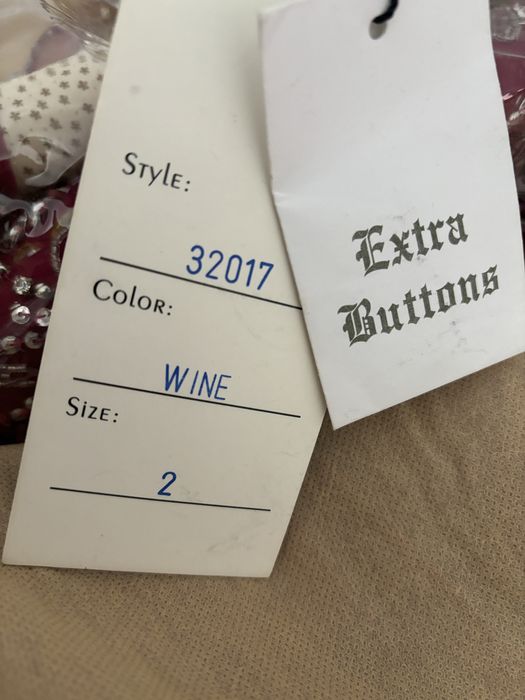 Style:
32017
Color:
WINE
Size:
2
Extra
Buttons